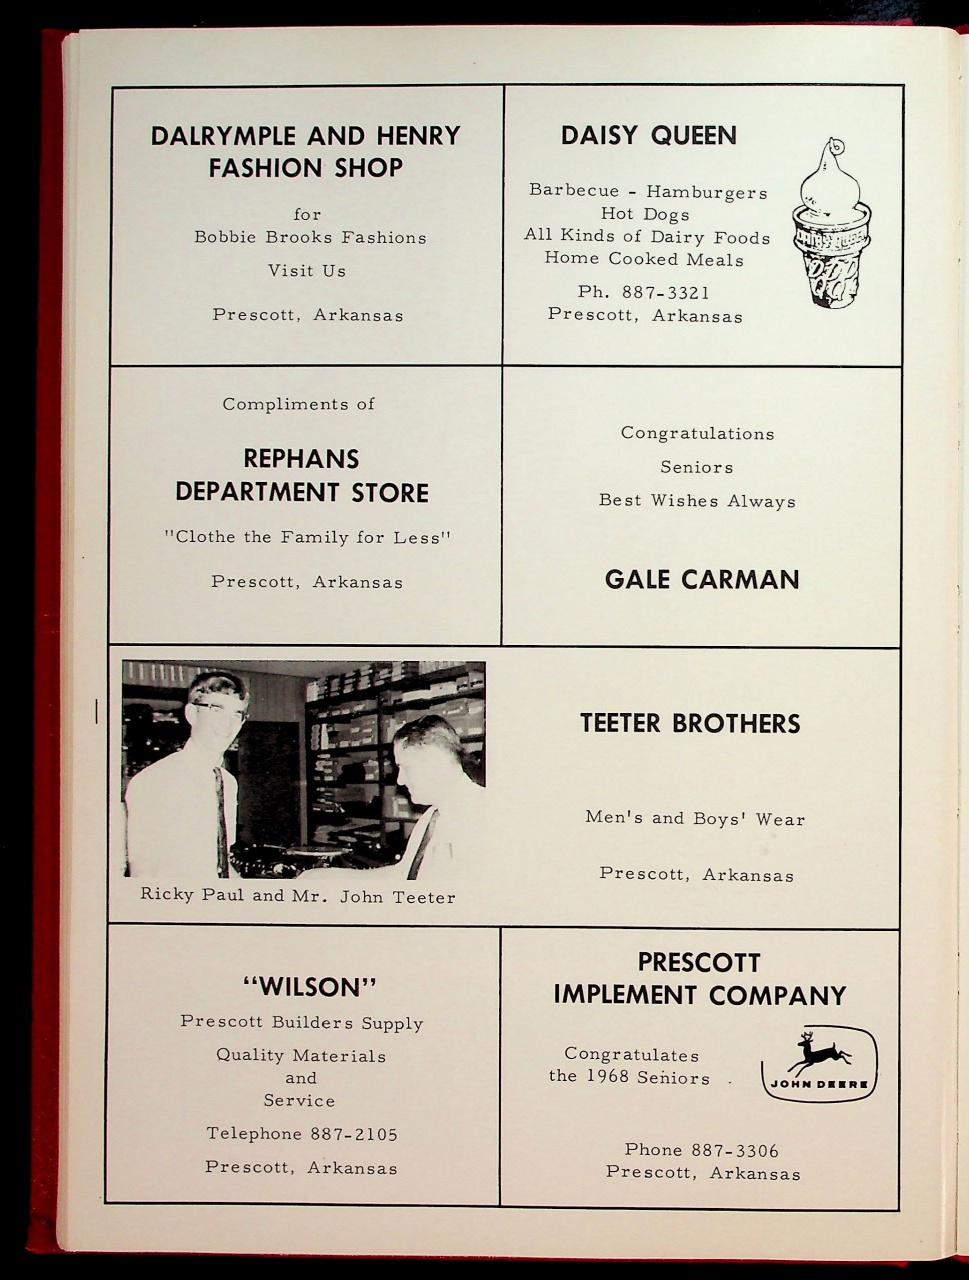 DALRYMPLE AND HENRY
FASHION SHOP
for
Bobbie Brooks Fashions
Visit Us
Prescott, Arkansas
DAISY QUEEN
Barbecue - Hamburgers
Hot Dogs
All Kinds of Dairy Foods
Home Cooked Meals
Ph. 887-3321
Prescott, Arkansas
Compliments of
REPHANS
DEPARTMENT STORE
"Clothe the Family for Less"
Prescott, Arkansas
Congratulations
Seniors
Best Wishes Always
GALE CARMAN
Ricky Paul and Mr. John Teeter
TEETER BROTHERS
Men's and Boys' Wear
Prescott, Arkansas
"WILSON"
Prescott Builders Supply
Quality Materials
and
Service
Telephone 887-2105
Prescott, Arkansas
PRESCOTT
IMPLEMENT COMPANY
Congratulates
the 1968 Seniors
JOHN DEERE
Phone 887-3306
Prescott, Arkansas